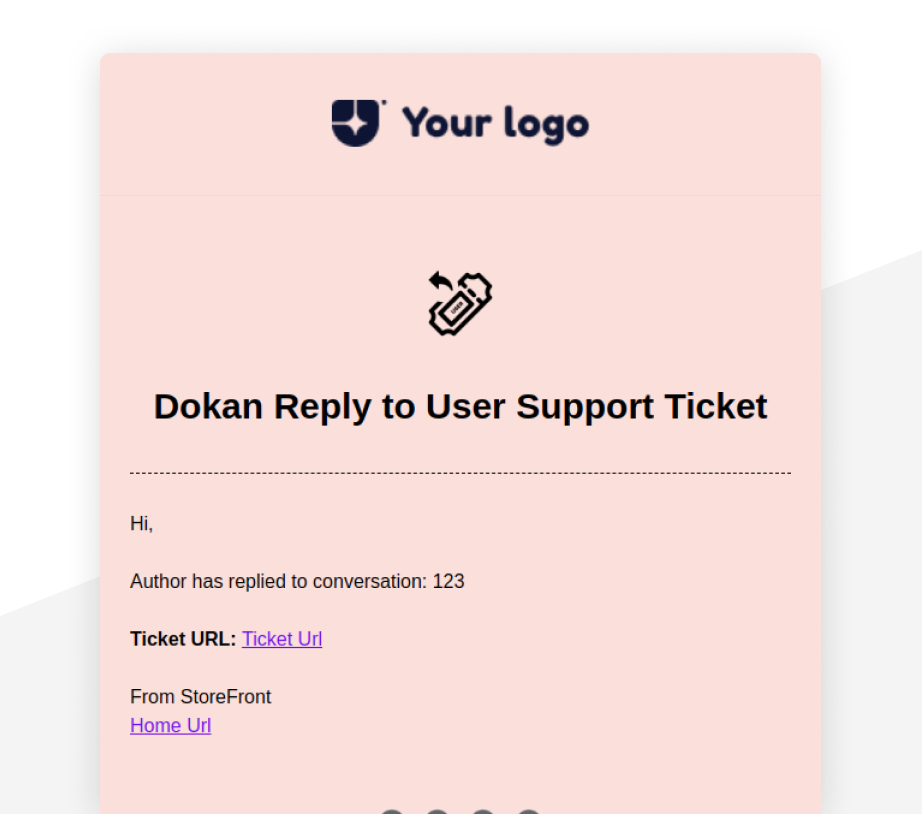 Your logo
USER
Dokan Reply to User Support Ticket
Hi,
Author has replied to conversation: 123
Ticket URL: Ticket Url
From StoreFront
Home Url